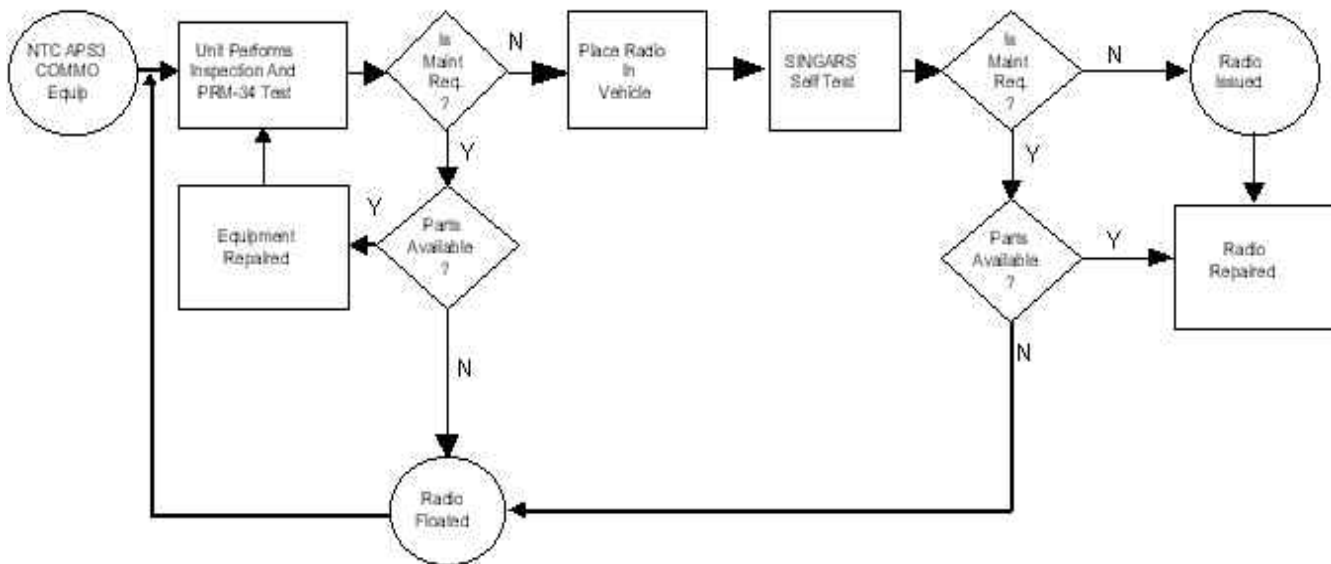 NTC APS3
COMMO
Equip
Unit Performs
Inspection And
PRM-34 Test
Is
Maint
Req.
?
N
Place Radio
In
Vehicle
SINGARS
Self Test
Is
Maint
Req.
?
N
Radio
Issued
Y
Y
Equipment
Repaired
Y
Parts
Available
?
Parts
Available
?
Y
Radio
Repaired
N
N
Radio
Floated